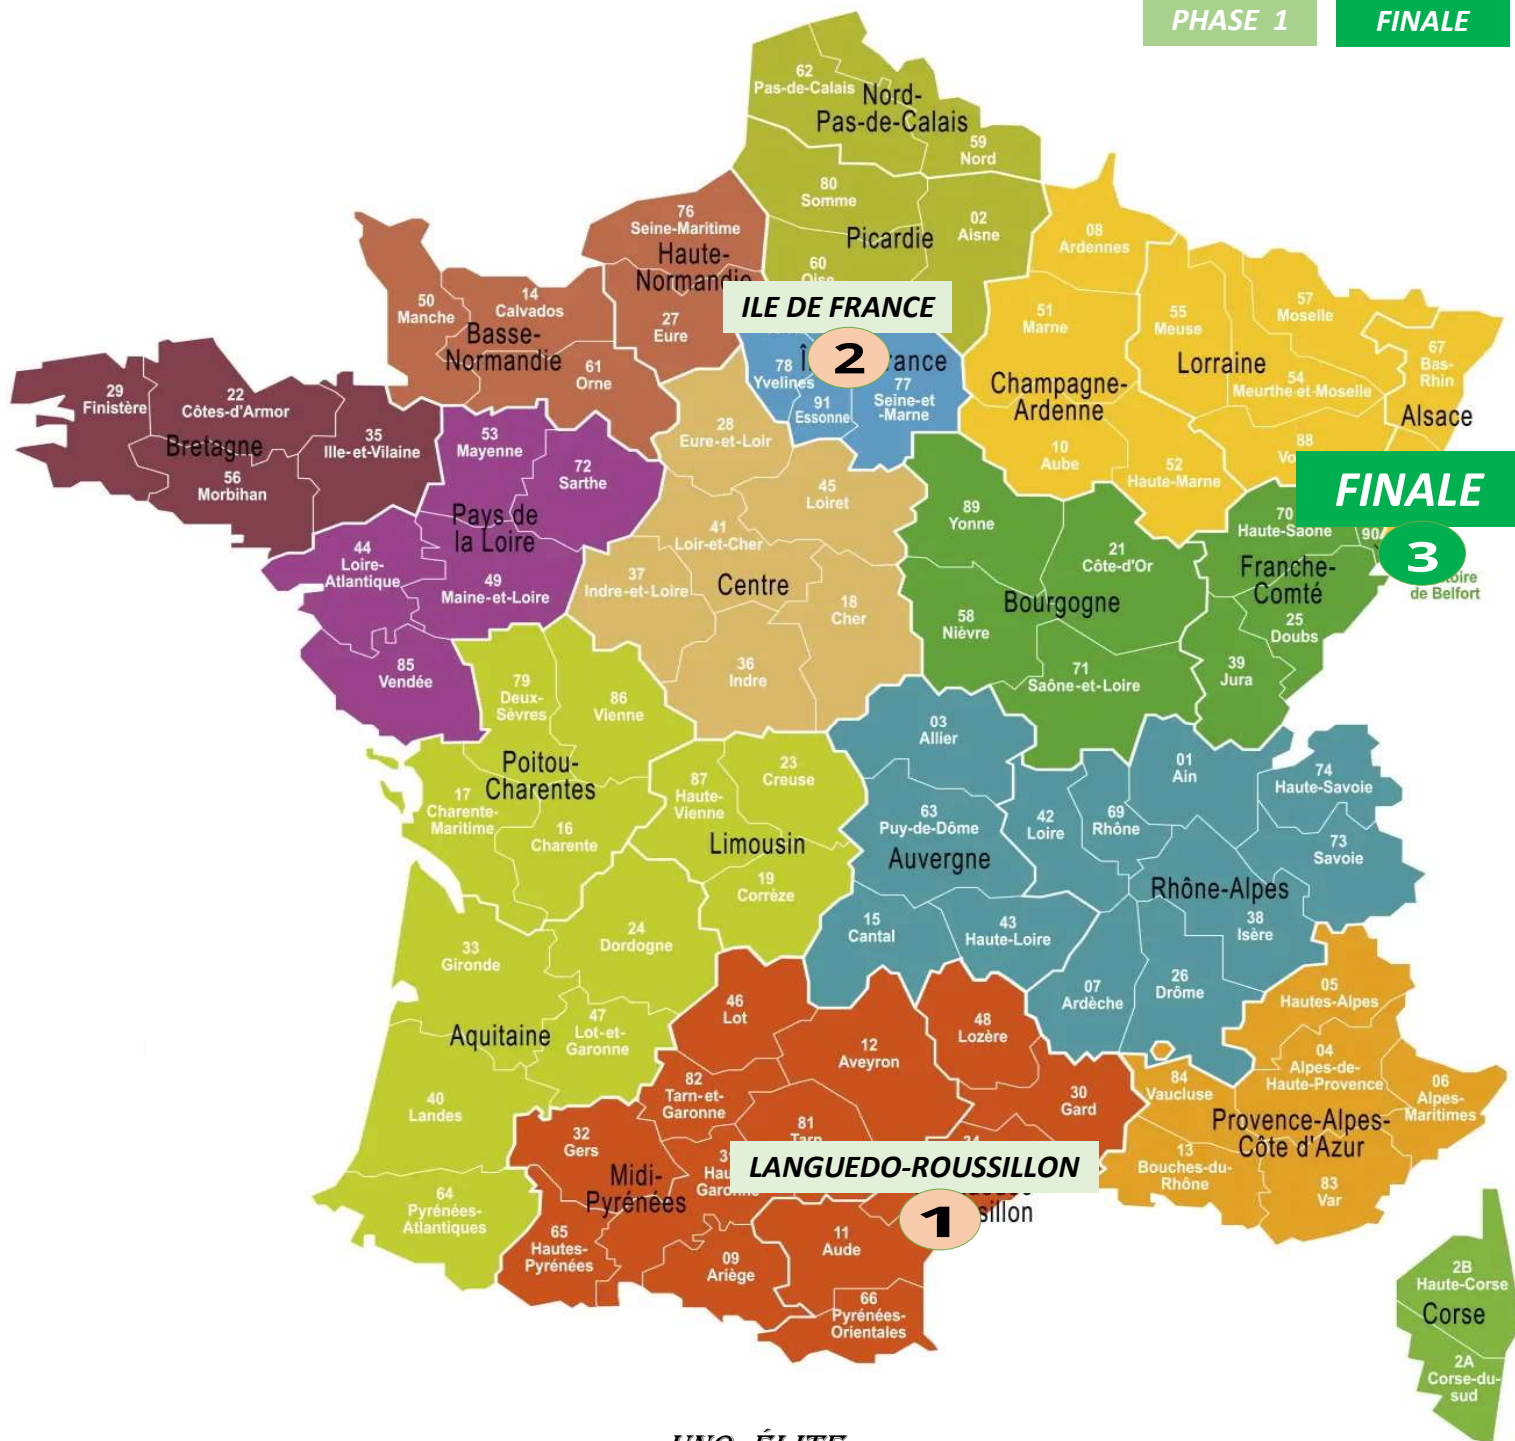 PHASE 1
FINALE
62
Pas-de-Calais
Nord-
Pas-de-Calais
59
Nord
80
Somme
02
Aisne
Picardie
60
Oise
76
Seine-Maritime
Haute-
Normandie
27
Eure
08
Ardennes
51
Marne
55
Meuse
57
Moselle
Lorraine
54
Meurthe-et-Moselle
67
Bas-
Rhin
Alsace
88
Champagne-
Ardenne
10
Aube
52
Haute-Marne
50
Manche
14
Calvados
Basse-
Normandie
61
Orne
ILE DE FRANCE
2
rance
78
Yvelines
91
Essonne
77
Seine-et
-Marne
29
Finistère
22
Côtes-d'Armor
Bretagne
35
Ille-et-Vilaine
56
Morbihan
53
Mayenne
72
Sarthe
Pays de
la Loire
44
Loire-
Atlantique
49
Maine-et-Loire
85
Vendée
28
Eure-et-Loir
45
Loiret
41
Loir-et-Cher
37
Indre-et-Loire
Centre
18
Cher
36
Indre
89
Yonne
21
Côte-d'Or
Bourgogne
58
Nièvre
71
Saône-et-Loire
FINALE
3
70
Haute-Saône
90
Franche-
Comté
toire
de Belfort
25
Doubs
39
Jura
79
Deux-
Sèvres
86
Vienne
Poitou-
Charentes
17
Charente-
Maritime
16
Charente
87
Haute-
Vienne
23
Creuse
Limousin
19
Corrèze
03
Allier
63
Puy-de-Dôme
Auvergne
15
Cantal
43
Haute-Loire
42
Loire
69
Rhône
01
Ain
74
Haute-Savoie
73
Savoie
Rhône-Alpes
38
Isère
07
Ardèche
26
Drôme
33
Gironde
24
Dordogne
47
Lot-et-
Garonne
Aquitaine
40
Landes
64
Pyrénées-
Atlantiques
46
Lot
12
Aveyron
82
Tarn-et-
Garonne
81
Tarn
32
Gers
Midi-
Pyrénées
65
Hautes-
Pyrénées
09
Ariège
48
Lozère
30
Gard
34
LANGUEDO-ROUSSILLON
1
sillon
11
Aude
66
Pyrénées-
Orientales
05
Hautes-Alpes
04
Alpes-de-
Haute-Provence
06
Alpes-
Maritimes
84
Vaucluse
Provence-Alpes-
Côte d'Azur
13
Bouches-du-
Rhône
83
Var
2B
Haute-Corse
Corse
2A
Corse-du-
sud